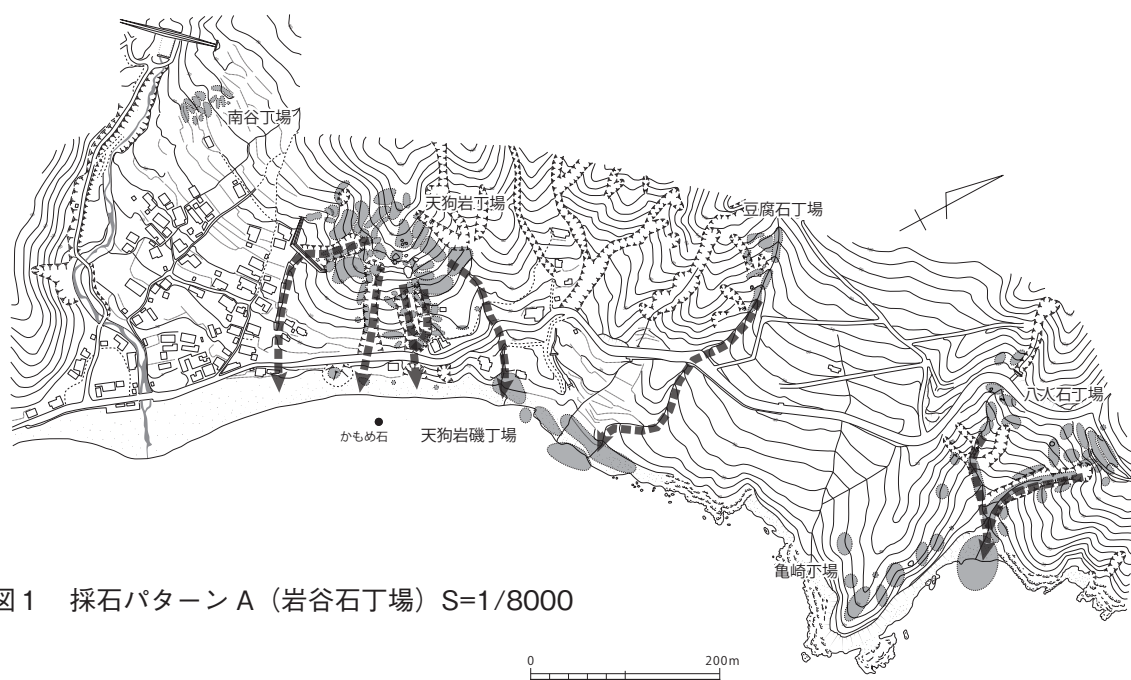 南谷丁場
天狗岩丁場
豆腐石丁場
八人石丁場
かもめ石
天狗岩磯丁場
亀崎丁場
図1 採石パターン A（岩谷石丁場）S=1/8000
0 200m